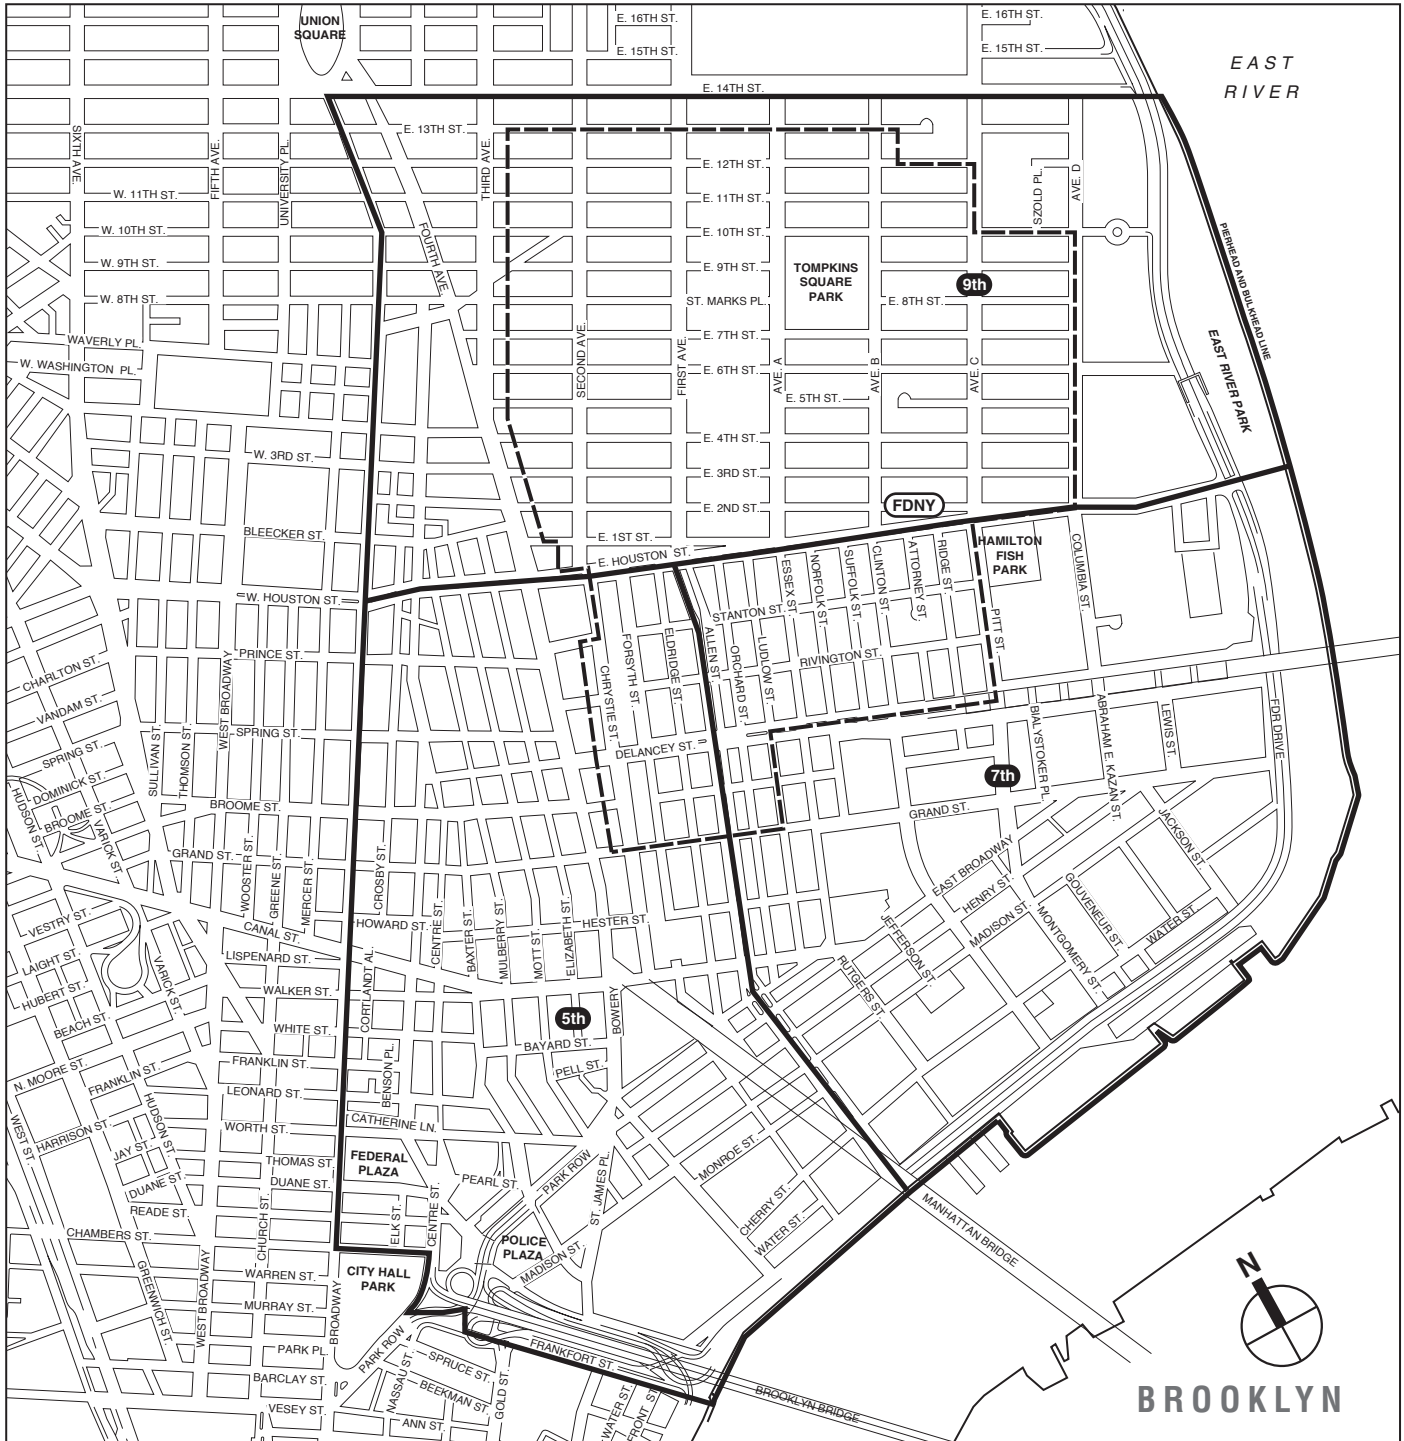 UNION
SQUARE
E. 16TH ST.
E. 15TH ST.
E. 16TH ST.
E. 15TH ST.
EAST
RIVER
E. 14TH ST.
SIXTH AVE.
FIFTH AVE.
UNIVERSITY PL.
E. 13TH ST.
THIRD AVE.
E. 12TH ST.
SZOLD PL.
AVE. D
W. 11TH ST.
E. 11TH ST.
W. 10TH ST.
FOURTH AVE.
E. 10TH ST.
PIERHEAD AND BULKHEAD LINE
W. 9TH ST.
E. 9TH ST.
TOMPKINS
SQUARE
PARK
9th
W. 8TH ST.
ST. MARKS PL.
E. 8TH ST.
WAVERLY PL.
SECOND AVE.
FIRST AVE.
E. 7TH ST.
W. WASHINGTON PL.
E. 6TH ST.
AVE. A
AVE. B
AVE. C
EAST RIVER PARK
E. 5TH ST.
E. 4TH ST.
W. 3RD ST.
E. 3RD ST.
E. 2ND ST.
FDNY
BLEECKER ST.
E. 1ST ST.
E. HOUSTON ST.
HAMILTON
FISH
PARK
W. HOUSTON ST.
ESSEX ST.
NORFOLK ST.
SUFFOLK ST.
CLINTON ST.
ATTORNEY ST.
RIDGE ST.
COLUMBIA ST.
STANTON ST.
PITT ST.
PRINCE ST.
FORSYTH ST.
ELDRIDGE ST.
ALLEN ST.
ORCHARD ST.
LUDLOW ST.
RIVINGTON ST.
CHARLTON ST.
CHRYSTIE ST.
VANDAM ST.
WEST BROADWAY
SPRING ST.
SPRING ST.
DELANCEY ST.
SULLIVAN ST.
THOMSON ST.
BIALYSTOKER PL.
ABRAHAM E. KAZAN ST.
LEWIS ST.
FDR DRIVE
7th
DOMINICK ST.
HUDSON ST.
BROOME ST.
BROOME ST.
GRAND ST.
JACKSON ST.
VARICK ST.
GRAND ST.
WOOSTER ST.
GREENE ST.
MERCER ST.
CROSBY ST.
EAST BROADWAY
HENRY ST.
GOUVENEUR ST.
VESTRY ST.
CANAL ST.
HOWARD ST.
CENTRE ST.
BAXTER ST.
MULBERRY ST.
MOTT ST.
ELIZABETH ST.
HESTER ST.
JEFFERSON ST.
MADISON ST.
MONTGOMERY ST.
WATER ST.
LAIGHT ST.
LISPENARD ST.
RUTGERS ST.
HUBERT ST.
VARICK ST.
WALKER ST.
CORTLANDT AL.
BOWERY
BEACH ST.
WHITE ST.
5th
BAYARD ST.
N. MOORE ST.
FRANKLIN ST.
FRANKLIN ST.
BENSON PL.
PELL ST.
LEONARD ST.
WEST ST.
HARRISON ST.
HUDSON ST.
WORTH ST.
CATHERINE LN.
JAY ST.
THOMAS ST.
FEDERAL
PLAZA
PARK ROW
ST. JAMES PL.
MONROE ST.
DUANE ST.
DUANE ST.
PEARL ST.
READE ST.
CHURCH ST.
ELK ST.
CENTRE ST.
CHERRY ST.
WATER ST.
MANHATTAN BRIDGE
CHAMBERS ST.
POLICE
PLAZA
MADISON ST.
WARREN ST.
CITY HALL
PARK
GREENWICH ST.
WEST BROADWAY
MURRAY ST.
BROADWAY
PARK PL.
PARK ROW
FRANKFORT ST.
SPRUCE ST.
BARCLAY ST.
NASSAU ST.
BEEKMAN ST.
GOLD ST.
BROOKLYN BRIDGE
VESEY ST.
ANN ST.
WATER ST.
FRONT ST.
N
BROOKLYN